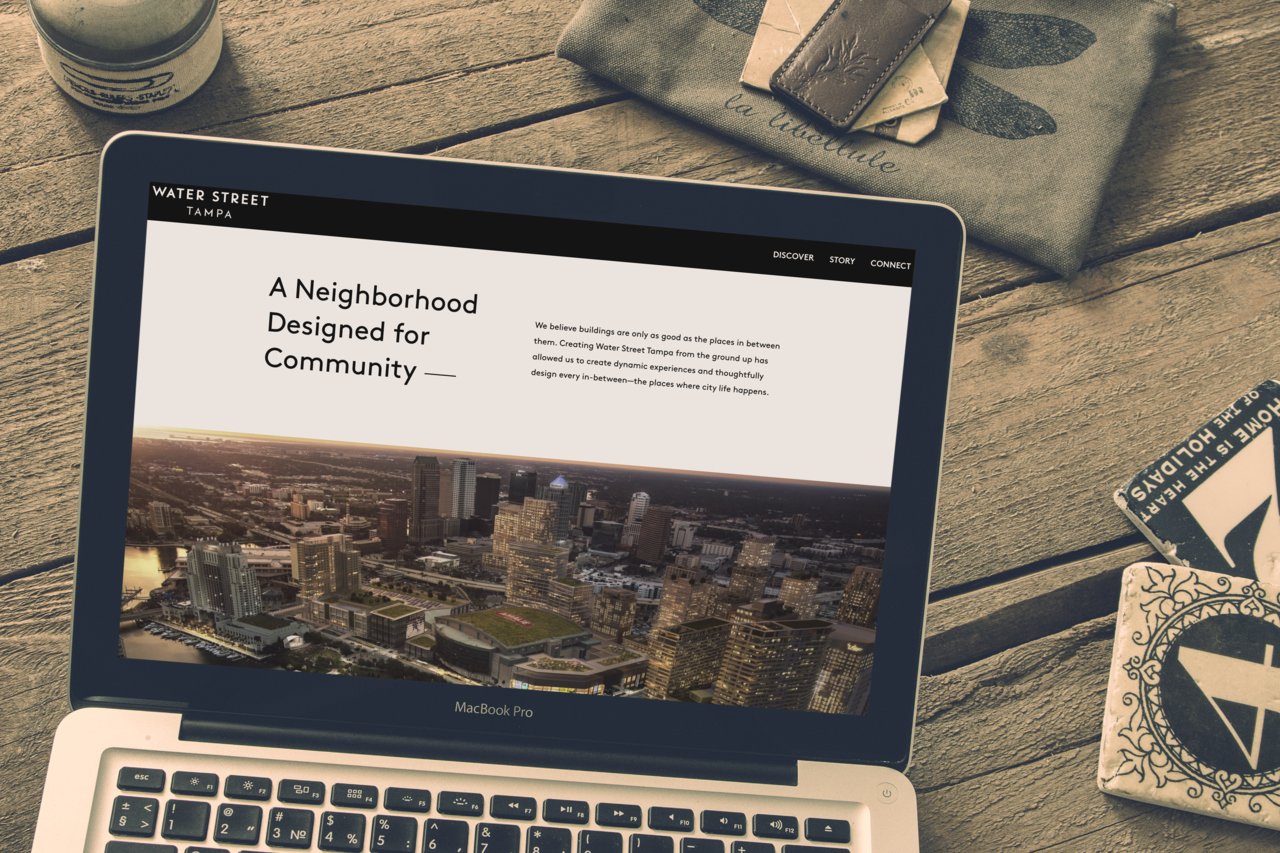 la libellule
WATER STREET
TAMPA
DISCOVER STORY CONNECT
A Neighborhood
Designed for
Community —
We believe buildings are only as good as the places in between
them. Creating Water Street Tampa from the ground up has
allowed us to create dynamic experiences and thoughtfully
design every in-between—the places where city life happens.
HOME IS THE HEART
OF THE HOLIDAYS
MacBook Pro
esc F1 F2 F3 F4 F5 F6 F7 F8 F9 F10 F11 F12
± < ! @ # $ % ^ & * (
§ > 1 2 " 3 № 4 % 5 : 6 , 7 8